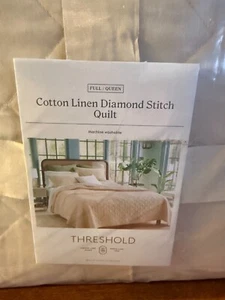 FULL / QUEEN
Cotton Linen Diamond Stitch
Quilt
machine washable
THRESHOLD